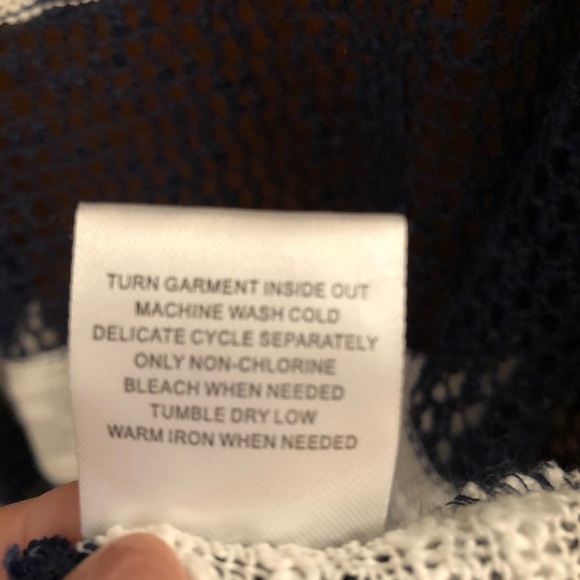 TURN GARMENT INSIDE OUT
MACHINE WASH COLD
DELICATE CYCLE SEPARATELY
ONLY NON-CHLORINE
BLEACH WHEN NEEDED
TUMBLE DRY LOW
WARM IRON WHEN NEEDED